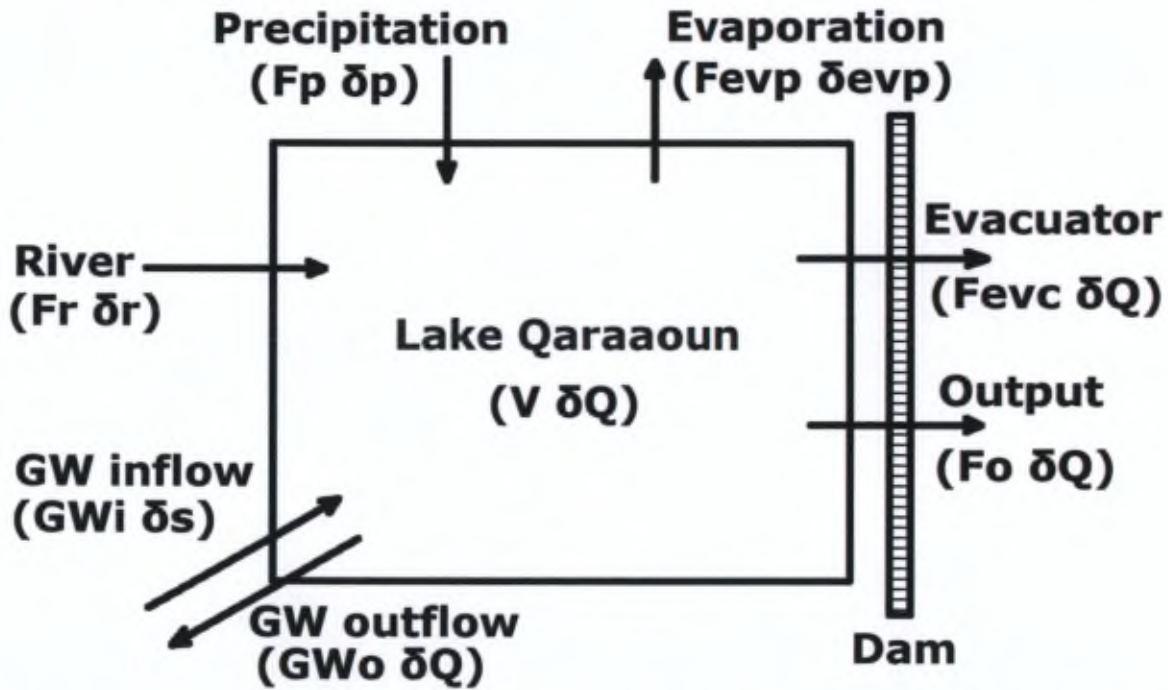 Precipitation
(Fp δp)
Evaporation
(Fevp δevp)
River
(Fr δr)
Evacuator
(Fevc δQ)
Lake Qaraaoun
(V δQ)
Output
(Fo δQ)
GW inflow
(GWi δs)
GW outflow
(GWo δQ)
Dam